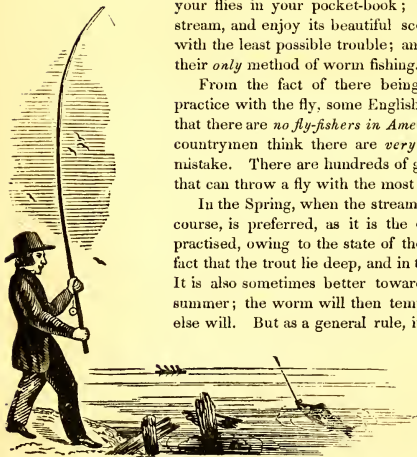 your flies in your pocket-book;
stream, and enjoy its beautiful sc
with the least possible trouble; an
their only method of worm fishing.
From the fact of there being
practice with the fly, some English
that there are no fly-fishers in Ame
countrymen think there are very
mistake. There are hundreds of g
that can throw a fly with the most
In the Spring, when the stream
course, is preferred, as it is the
practised, owing to the state of th
fact that the trout lie deep, and in t
It is also sometimes better towar
summer; the worm will then tem
else will. But as a general rule, i